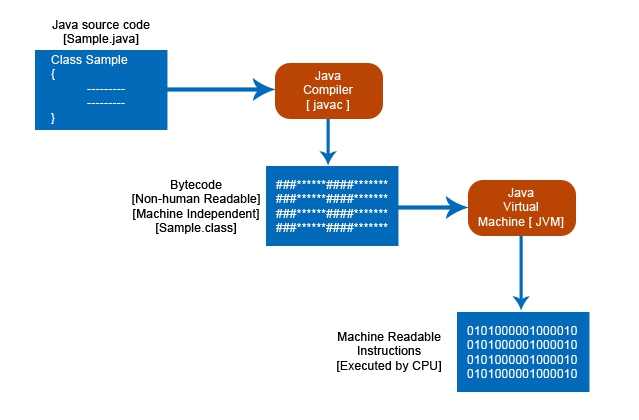 Java source code
[Sample.java]
Class Sample
{
---------
---------
}
Java
Compiler
[ javac ]
Bytecode
[Non-human Readable]
[Machine Independent]
[Sample.class]
###******####*******
###******####*******
###******####*******
###******####*******
Java
Virtual
Machine [ JVM]
Machine Readable
Instructions
[Executed by CPU]
0101000001000010
0101000001000010
0101000001000010
0101000001000010